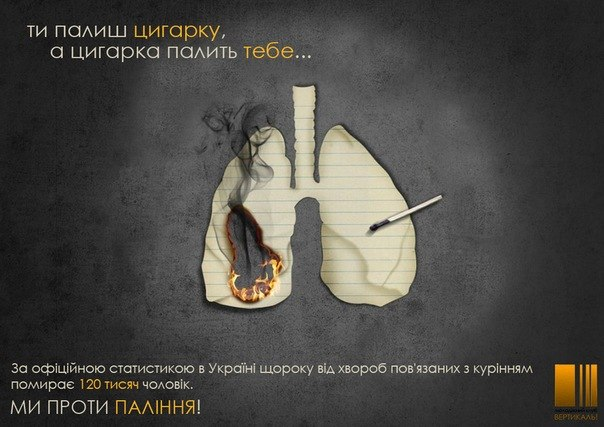 ти палиш цигарку,
а цигарка палить тебе...
За офіційною статистикою в Україні щороку від хвороб пов'язаних з курінням
помирає 120 тисяч чоловік.
МИ ПРОТИ ПАЛІННЯ!
ВЕРТИКАЛЬ!